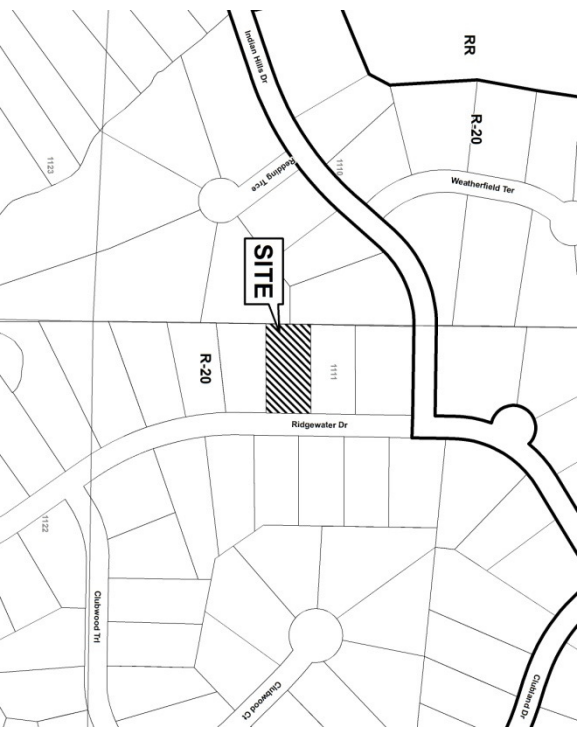 Indian Hills Dr
RR
R-20
1110
Weatherfield Ter
1123
Redding Trce
SITE
R-20
1111
Ridgewater Dr
1122
Clubwood Trl
Clubwood Ct
Clubland Dr